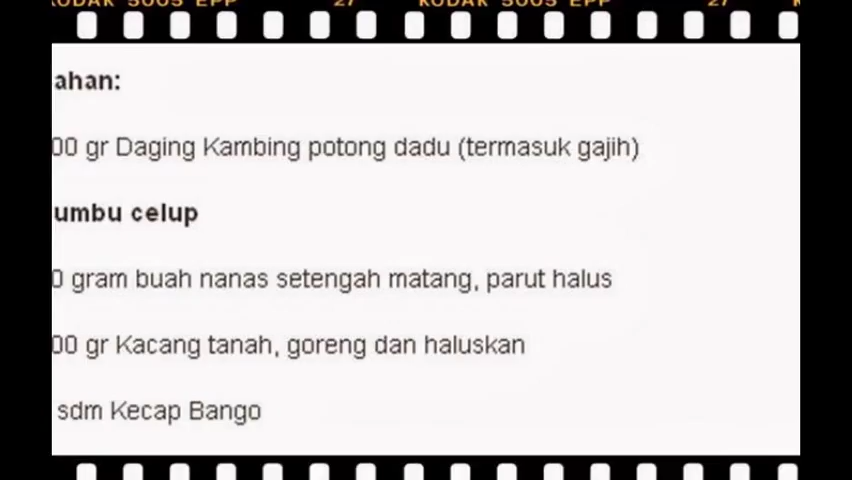 KODAK 5005 EPP 27 KODAK 5005 EPP 27 K
ahan:
00 gr Daging Kambing potong dadu (termasuk gajih)
umbu celup
0 gram buah nanas setengah matang, parut halus
00 gr Kacang tanah, goreng dan haluskan
sdm Kecap Bango